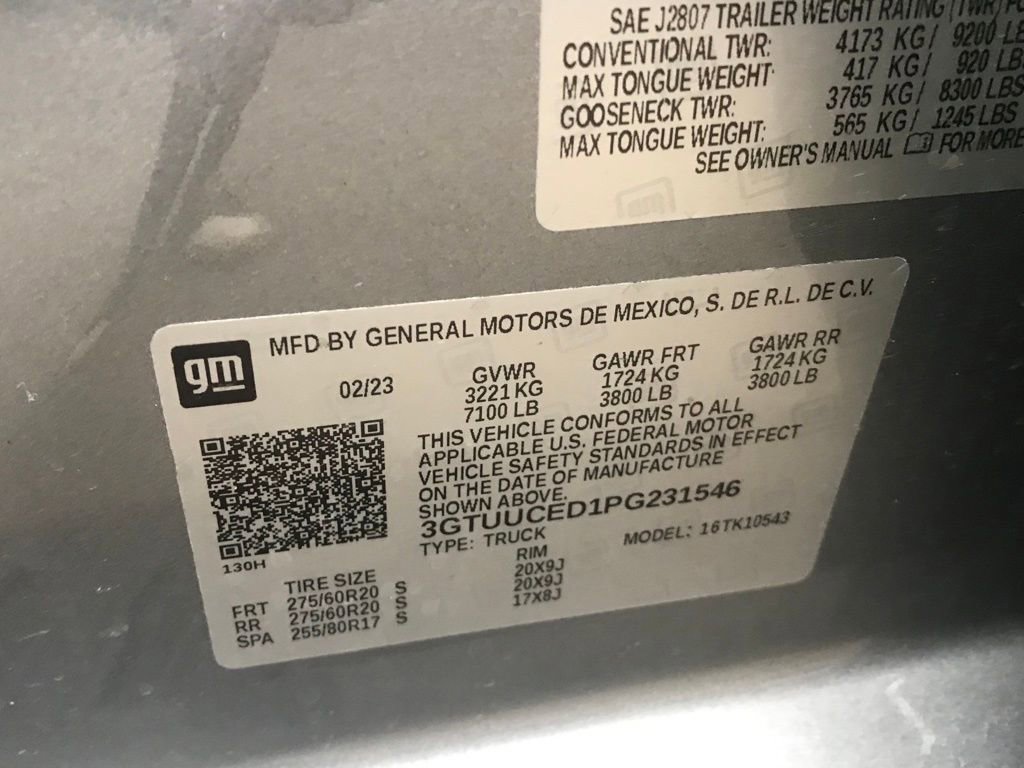 SAE J2807 TRAILER WEIGHT RATING (TWR)
CONVENTIONAL TWR: 4173 KG/ 9200
MAX TONGUE WEIGHT: 417 KG/ 920 LBS
GOOSENECK TWR: 3765 KG/ 8300 LBS
MAX TONGUE WEIGHT: 565 KG/ 1245 LBS
SEE OWNER'S MANUAL FOR MORE
gm
MFD BY GENERAL MOTORS DE MEXICO, S. DE R.L. DE C.V.
02/23
GVWR GAWR FRT GAWR RR
3221 KG 1724 KG 1724 KG
7100 LB 3800 LB 3800 LB
THIS VEHICLE CONFORMS TO ALL
APPLICABLE U.S. FEDERAL MOTOR
VEHICLE SAFETY STANDARDS IN EFFECT
ON THE DATE OF MANUFACTURE
SHOWN ABOVE.
3GTUUCED1PG231546
TYPE: TRUCK MODEL: 16TK10543
130H
TIRE SIZE RIM
FRT 275/60R20 S 20X9J
RR 275/60R20 S 20X9J
SPA 255/80R17 S 17X8J